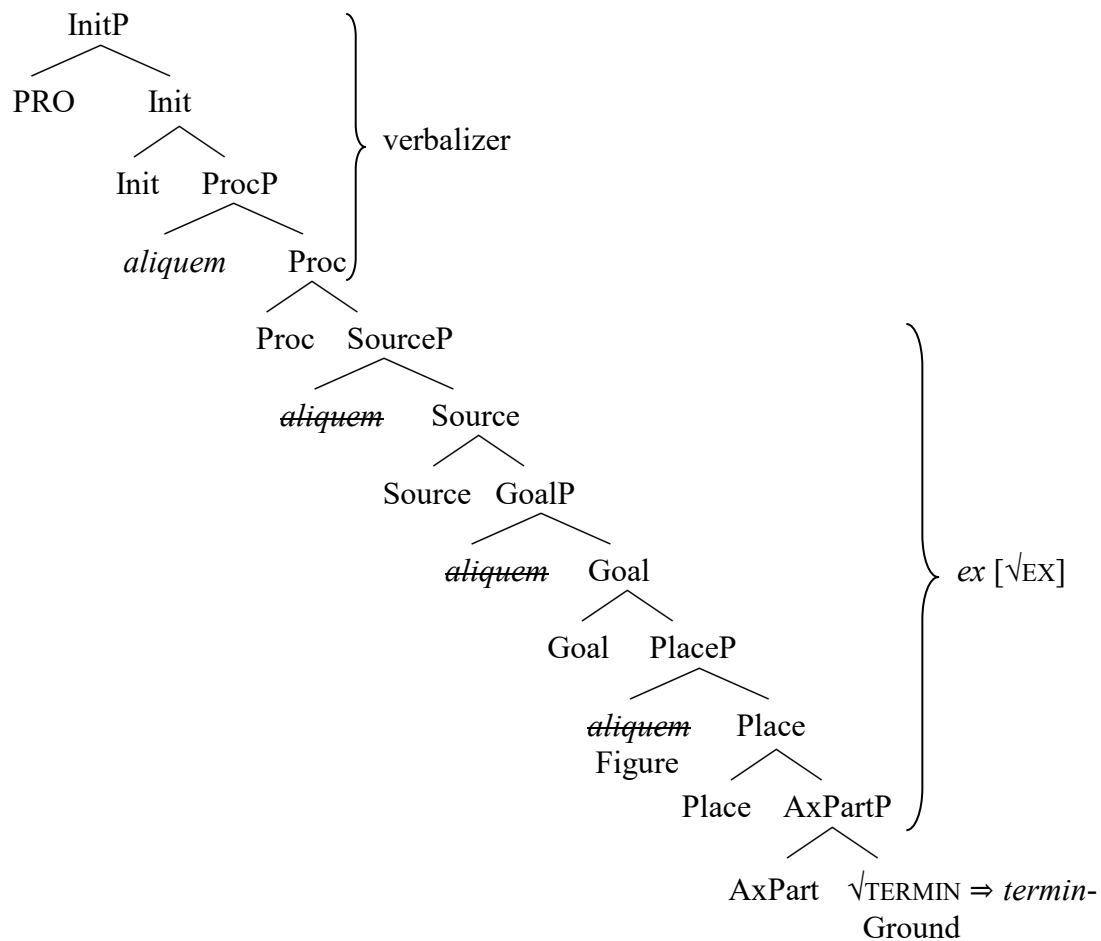 InitP
PRO Init
verbalizer
Init ProcP
aliquem Proc
Proc SourceP
aliquem Source
Source GoalP
aliquem Goal
ex [√EX]
Goal PlaceP
aliquem Place
Figure
Place AxPartP
AxPart √TERMIN ⇒ termin-
Ground